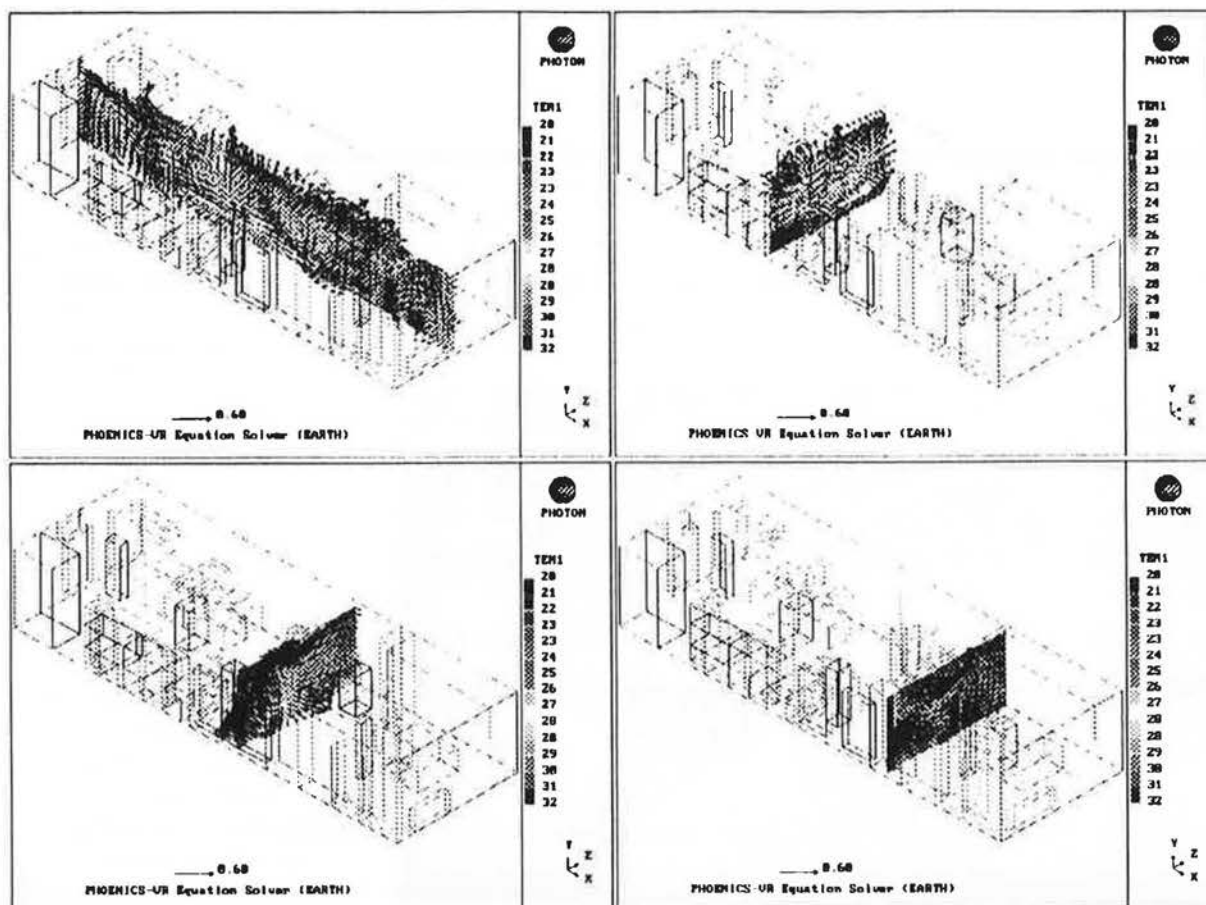 PHOTON
TEM1
20
21
22
23
23
24
25
26
27
28
28
29
30
31
32
Y
Z
X
0.60
PHOENICS-VR Equation Solver (EARTH)
PHOTON
TEM1
20
21
22
23
23
24
25
26
27
28
28
29
30
31
32
Y
Z
X
0.60
PHOENICS VR Equation Solver (EARTH)
PHOTON
TEM1
20
21
22
23
23
24
25
26
27
28
28
29
30
31
32
Y
Z
X
0.60
PHOENICS-VR Equation Solver (EARTH)
PHOTON
TEM1
20
21
22
23
23
24
25
26
27
28
28
29
30
31
32
Y
Z
X
0.60
PHOENICS-VR Equation Solver (EARTH)